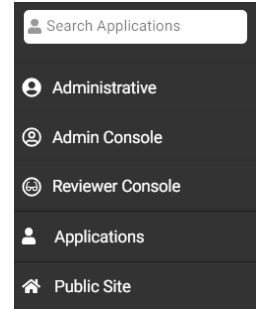 Search Applications
Administrative
Admin Console
Reviewer Console
Applications
Public Site